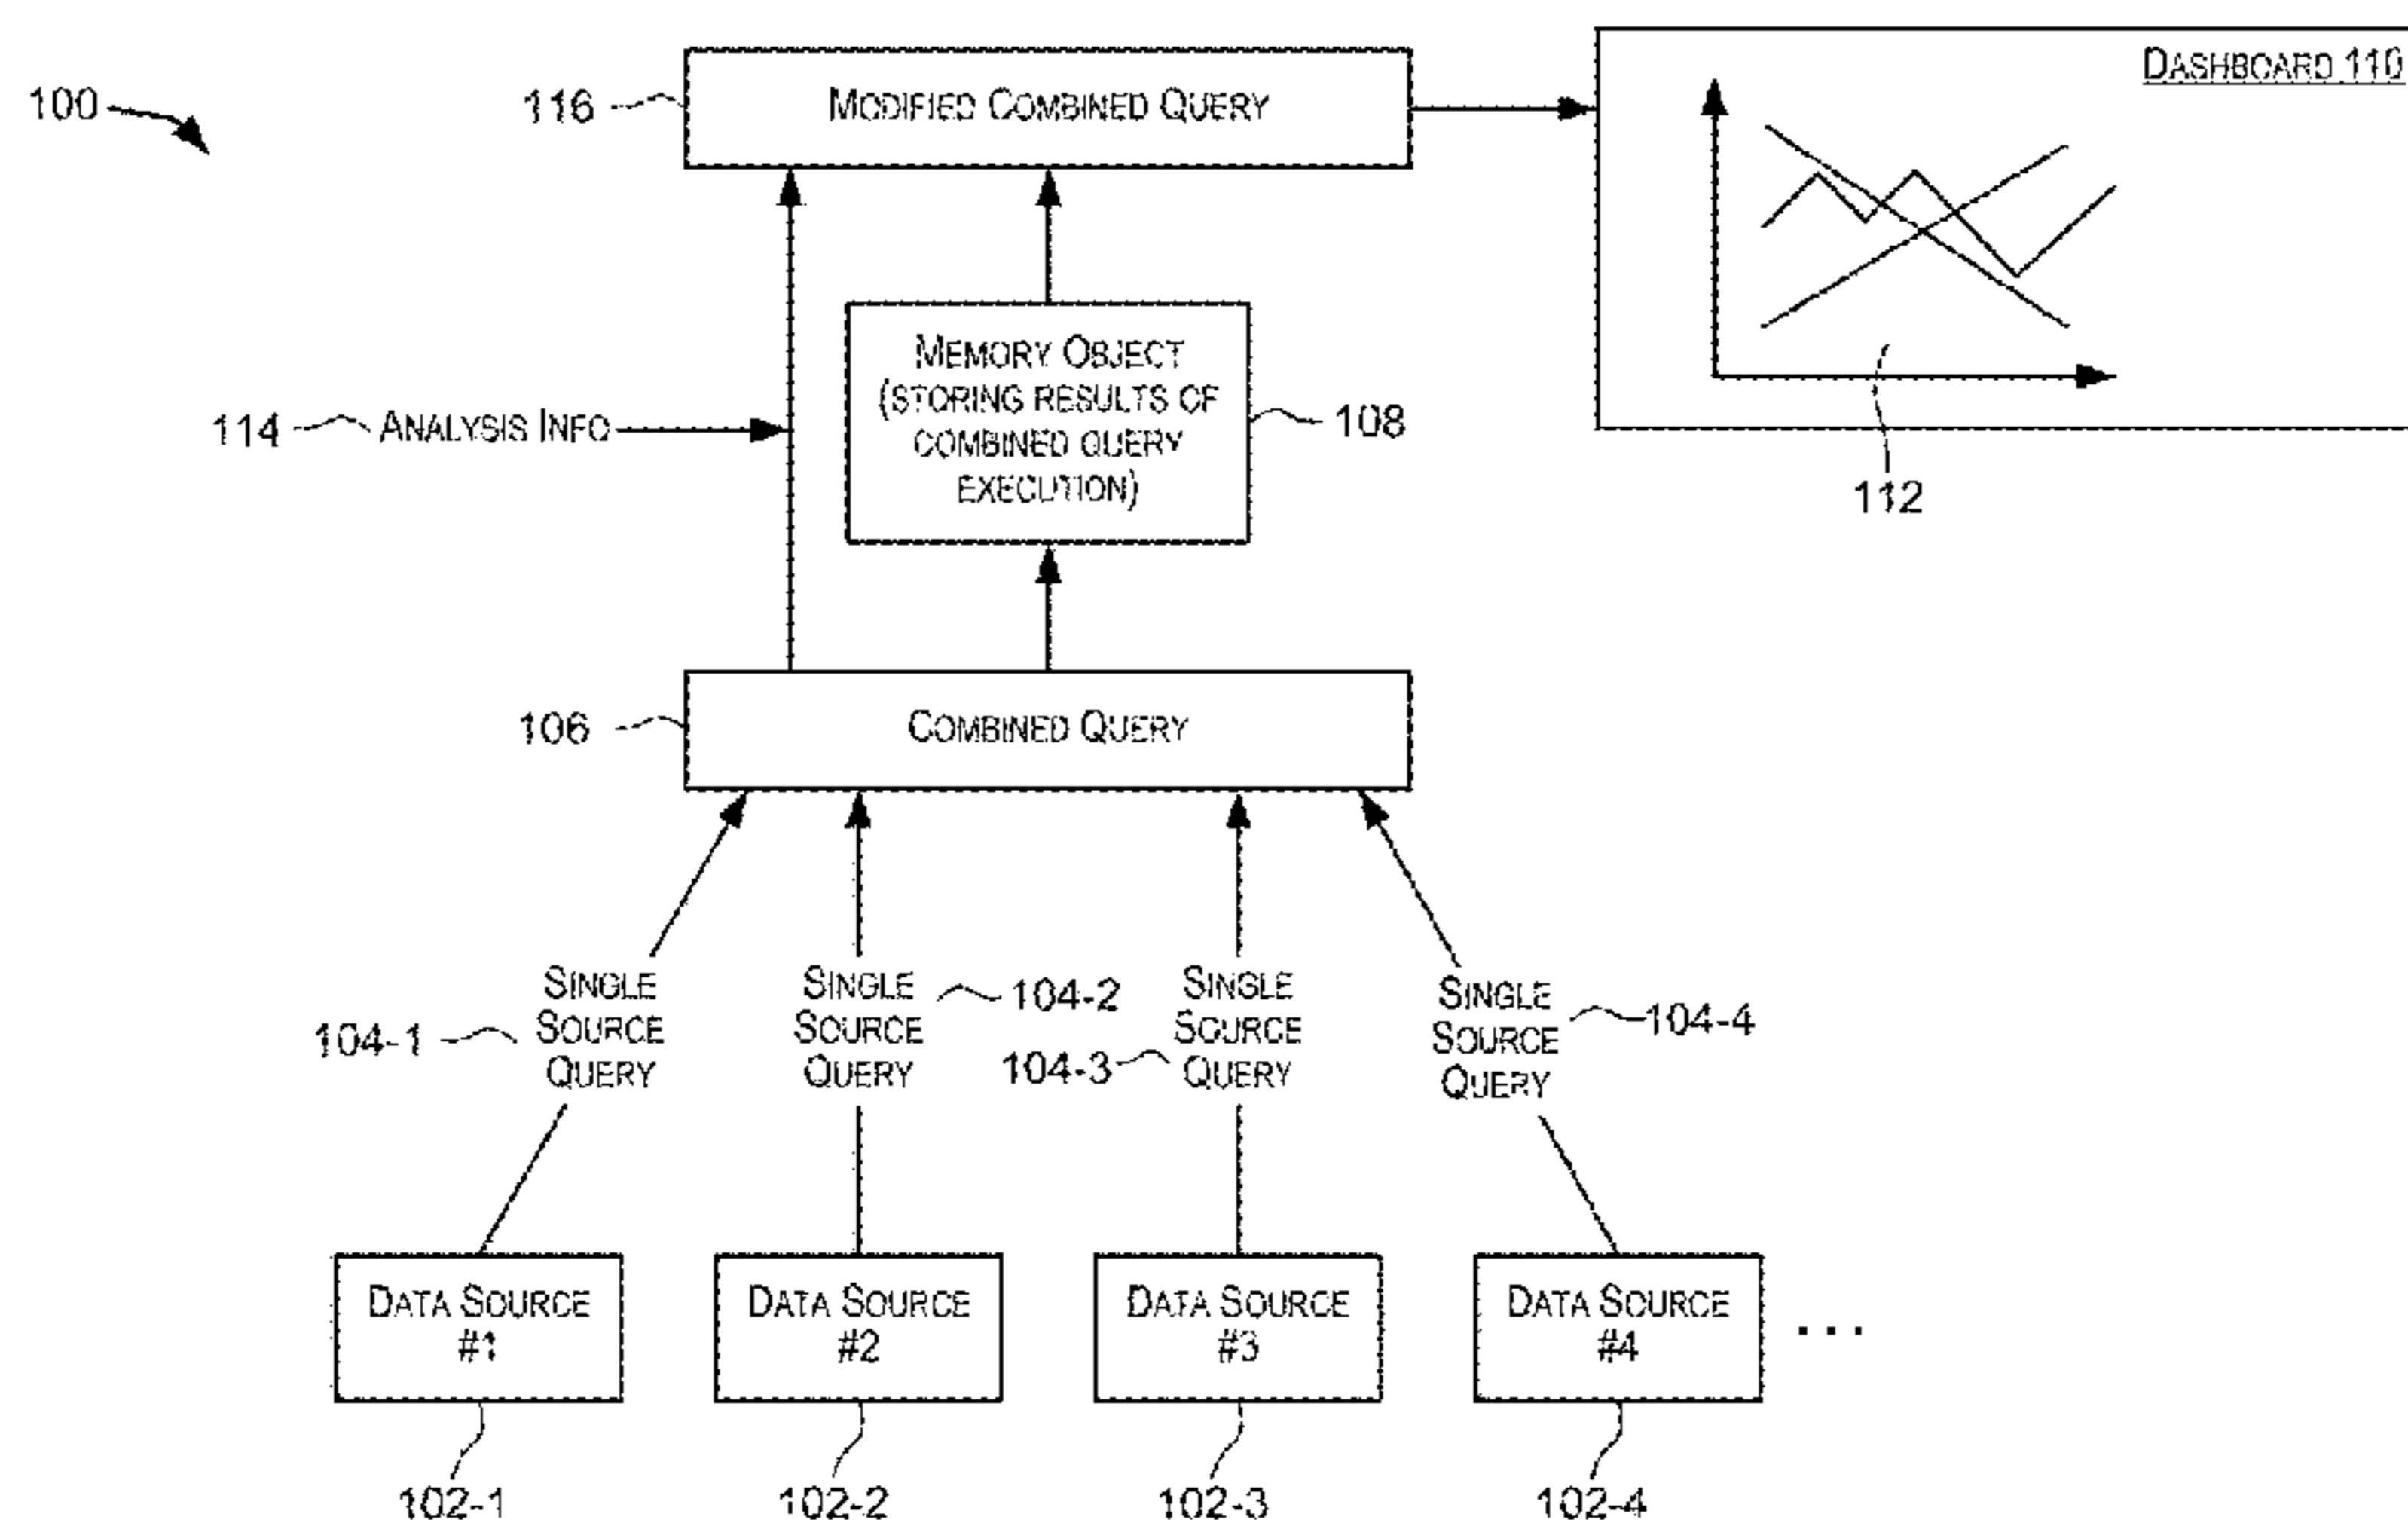 DASHBOARD 110
100
116
MODIFIED COMBINED QUERY
MEMORY OBJECT
(STORING RESULTS OF
COMBINED QUERY
EXECUTION)
108
114
ANALYSIS INFO
112
106
COMBINED QUERY
SINGLE
SOURCE
QUERY
104-1
SINGLE
SOURCE
QUERY
104-2
SINGLE
SOURCE
QUERY
104-3
SINGLE
SOURCE
QUERY
104-4
DATA SOURCE
#1
DATA SOURCE
#2
DATA SOURCE
#3
DATA SOURCE
#4
...
102-1
102-2
102-3
102-4